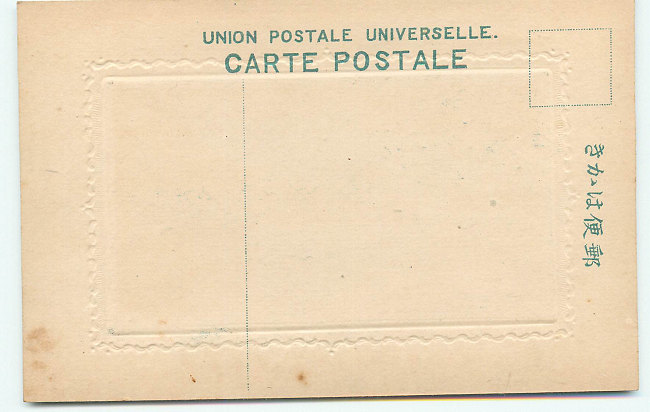 UNION POSTALE UNIVERSELLE.
CARTE POSTALE
郵便はかき